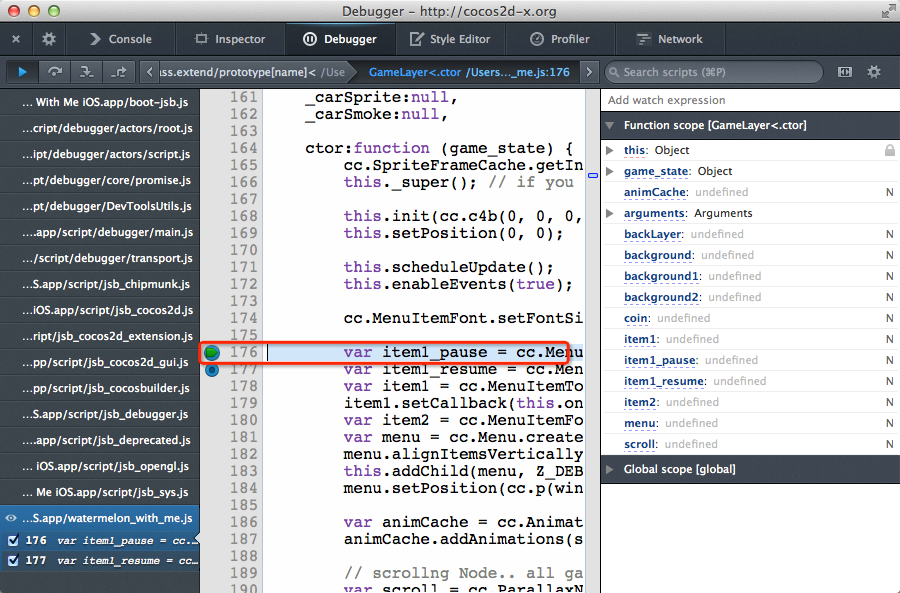 Debugger - http://cocos2d-x.org
Console
Inspector
Debugger
Style Editor
Profiler
Network
ass.extend/prototype[name]< /Use
GameLayer<.ctor /Users..._me.js:176
Search scripts (⌘P)
... With Me iOS.app/boot-jsb.js
...cript/debugger/actors/root.js
...ipt/debugger/actors/script.js
...pt/debugger/core/promise.js
...pt/debugger/DevToolsUtils.js
....app/script/debugger/main.js
.../script/debugger/transport.js
...S.app/script/jsb_chipmunk.js
...iOS.app/script/jsb_cocos2d.js
...ript/jsb_cocos2d_extension.js
...pp/script/jsb_cocos2d_gui.js
...pp/script/jsb_cocosbuilder.js
...S.app/script/jsb_debugger.js
....app/script/jsb_deprecated.js
... iOS.app/script/jsb_opengl.js
... Me iOS.app/script/jsb_sys.js
...S.app/watermelon_with_me.js
176 var item1_pause = cc....
177 var item1_resume = cc...
161 _carSprite:null,
162 _carSmoke:null,
163
164 ctor:function (game_state) {
165 cc.SpriteFrameCache.getIn
166 this._super(); // if you
167
168 this.init(cc.c4b(0, 0, 0,
169 this.setPosition(0, 0);
170
171 this.scheduleUpdate();
172 this.enableEvents(true);
173
174 cc.MenuItemFont.setFontSi
175
176 var item1_pause = cc.Menu
177 var item1_resume = cc.Men
178 var item1 = cc.MenuItemTo
179 item1.setCallback(this.on
180 var item2 = cc.MenuItemFo
181 var menu = cc.Menu.create
182 menu.alignItemsVertically
183 this.addChild(menu, Z_DEB
184 menu.setPosition(cc.p(win
185
186 var animCache = cc.Animat
187 animCache.addAnimations(s
188
189 // scrollng Node.. all ga
190 var scroll = cc.ParallaxN
Add watch expression
Function scope [GameLayer<.ctor]
this: Object
game_state: Object
animCache: undefined N
arguments: Arguments
backLayer: undefined N
background: undefined N
background1: undefined N
background2: undefined N
coin: undefined N
item1: undefined N
item1_pause: undefined N
item1_resume: undefined N
item2: undefined N
menu: undefined N
scroll: undefined N
Global scope [global]